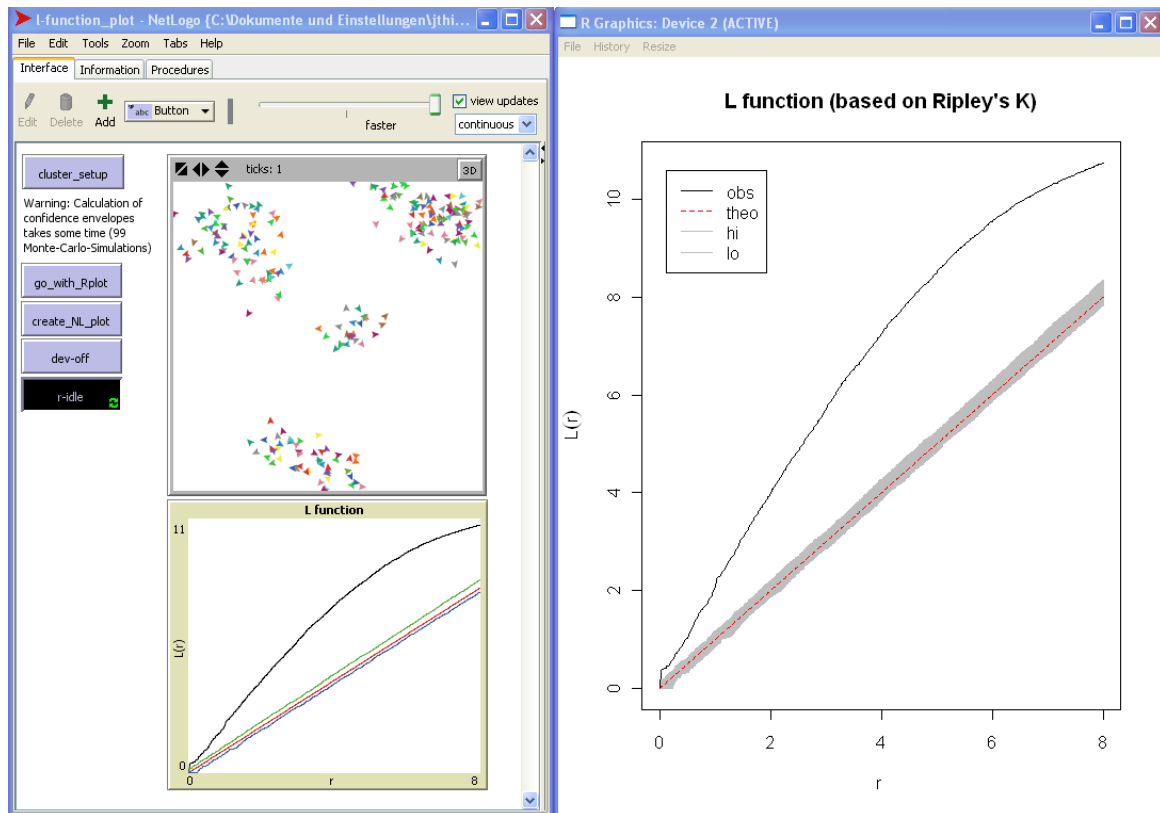 l-function_plot - NetLogo {C:\Dokumente und Einstellungen\jthi...
File Edit Tools Zoom Tabs Help
Interface Information Procedures
Edit Delete Add
abc Button
faster
view updates
continuous
cluster_setup
Warning: Calculation of
confidence envelopes
takes some time (99
Monte-Carlo-Simulations)
go_with_Rplot
create_NL_plot
dev-off
r-idle
ticks: 1
3D
L function
11
L(r)
0
0 r 8
R Graphics: Device 2 (ACTIVE)
File History Resize
L function (based on Ripley's K)
obs
theo
hi
lo
10
8
6
4
2
0
L(r)
0 2 4 6 8
r